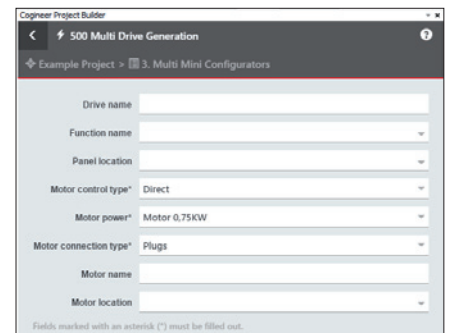 Cogineer Project Builder
500 Multi Drive Generation
Example Project > 3. Multi Mini Configurators
Drive name
Function name
Panel location
Motor control type* Direct
Motor power* Motor 0,75KW
Motor connection type* Plugs
Motor name
Motor location
Fields marked with an asterisk (*) must be filled out.